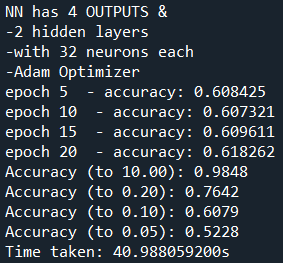 NN has 4 OUTPUTS &
-2 hidden layers
-with 32 neurons each
-Adam Optimizer
epoch 5  - accuracy: 0.608425
epoch 10  - accuracy: 0.607321
epoch 15  - accuracy: 0.609611
epoch 20  - accuracy: 0.618262
Accuracy (to 10.00): 0.9848
Accuracy (to 0.20): 0.7642
Accuracy (to 0.10): 0.6079
Accuracy (to 0.05): 0.5228
Time taken: 40.988059200s